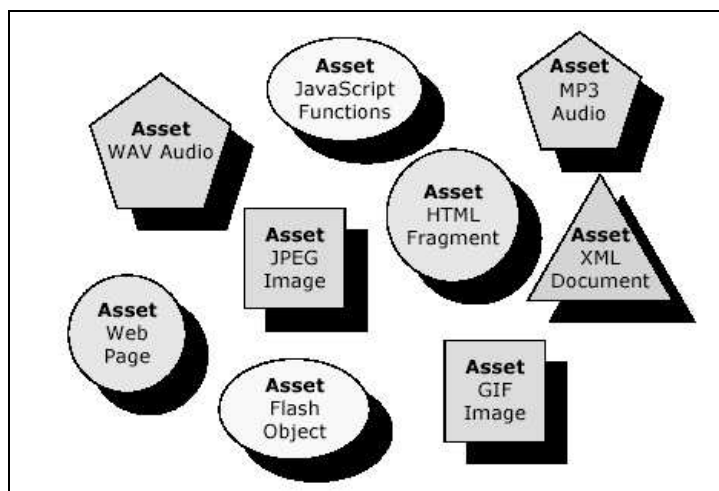 Asset
JavaScript
Functions
Asset
MP3
Audio
Asset
WAV Audio
Asset
HTML
Fragment
Asset
JPEG
Image
Asset
XML
Document
Asset
Web
Page
Asset
Flash
Object
Asset
GIF
Image